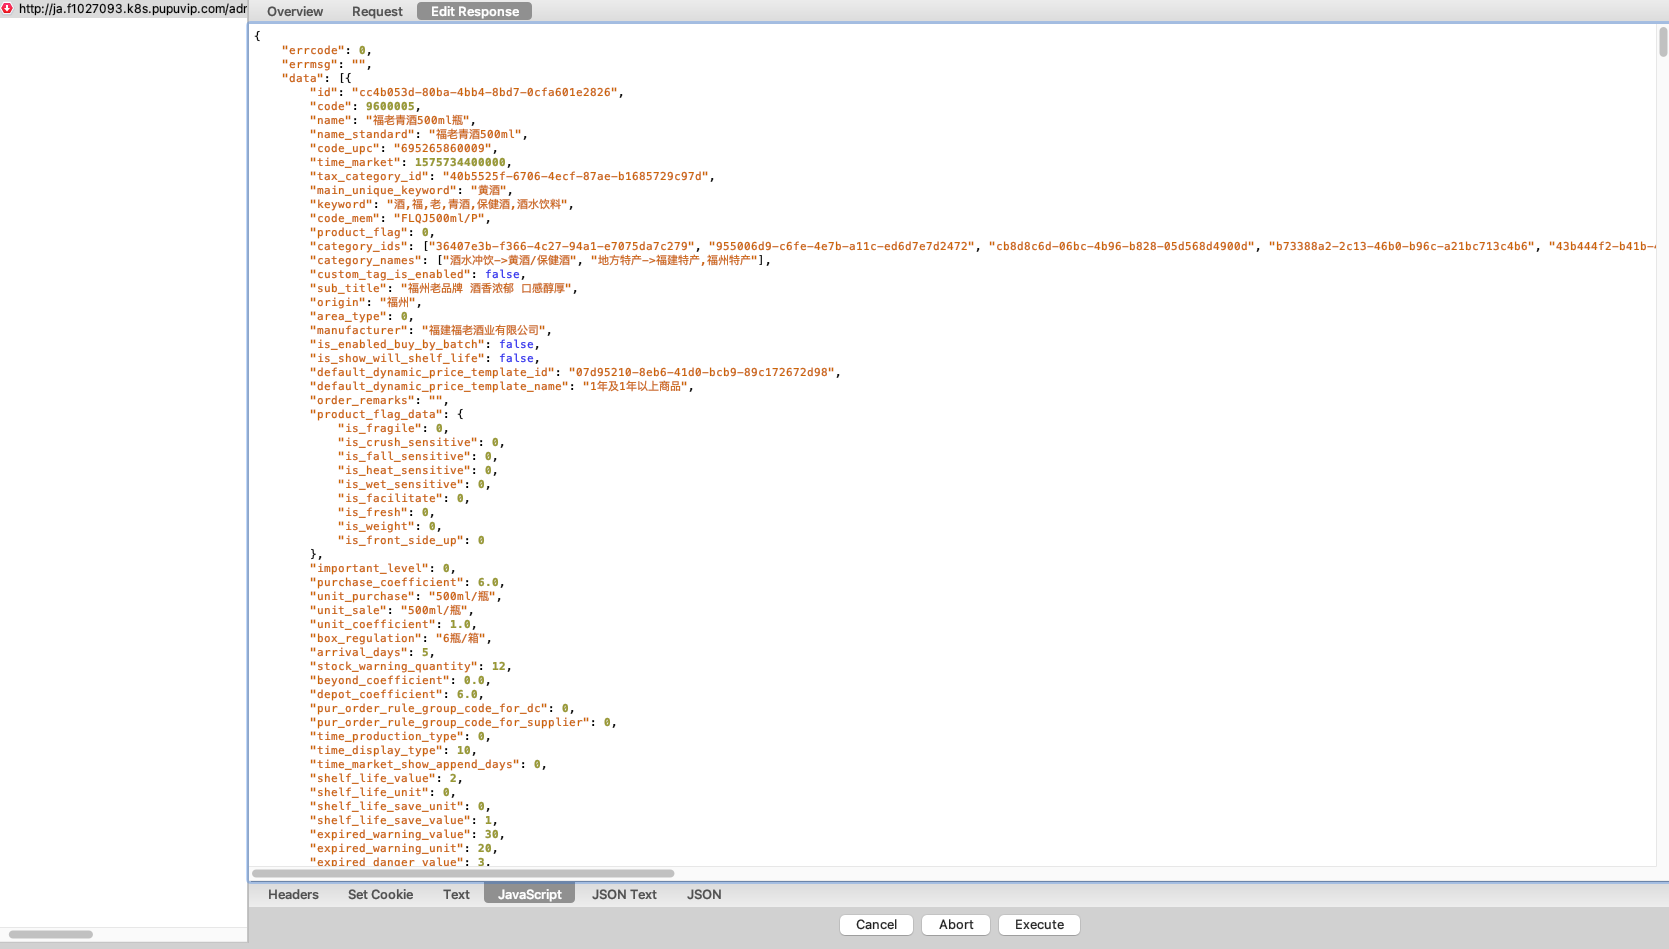 http://ja.f1027093.k8s.pupuvip.com/adr
Overview Request Edit Response
{
"errcode": 0,
"errmsg": "",
"data": [{
"id": "cc4b053d-80ba-4bb4-8bd7-0cfa601e2826",
"code": 9600005,
"name": "福老青酒500ml瓶",
"name_standard": "福老青酒500ml",
"code_upc": "695265860009",
"time_market": 1575734400000,
"tax_category_id": "40b5525f-6706-4ecf-87ae-b1685729c97d",
"main_unique_keyword": "黄酒",
"keyword": "酒,福,老,青酒,保健酒,酒水饮料",
"code_mem": "FLQJ500ml/P",
"product_flag": 0,
"category_ids": ["36407e3b-f366-4c27-94a1-e7075da7c279", "955006d9-c6fe-4e7b-a11c-ed6d7e7d2472", "cb8d8c6d-06bc-4b96-b828-05d568d4900d", "b73388a2-2c13-46b0-b96c-a21bc713c4b6", "43b444f2-b41b-4
"category_names": ["酒水冲饮->黄酒/保健酒", "地方特产->福建特产,福州特产"],
"custom_tag_is_enabled": false,
"sub_title": "福州老品牌 酒香浓郁 口感醇厚",
"origin": "福州",
"area_type": 0,
"manufacturer": "福建福老酒业有限公司",
"is_enabled_buy_by_batch": false,
"is_show_will_shelf_life": false,
"default_dynamic_price_template_id": "07d95210-8eb6-41d0-bcb9-89c172672d98",
"default_dynamic_price_template_name": "1年及1年以上商品",
"order_remarks": "",
"product_flag_data": {
"is_fragile": 0,
"is_crush_sensitive": 0,
"is_fall_sensitive": 0,
"is_heat_sensitive": 0,
"is_wet_sensitive": 0,
"is_facilitate": 0,
"is_fresh": 0,
"is_weight": 0,
"is_front_side_up": 0
},
"important_level": 0,
"purchase_coefficient": 6.0,
"unit_purchase": "500ml/瓶",
"unit_sale": "500ml/瓶",
"unit_coefficient": 1.0,
"box_regulation": "6瓶/箱",
"arrival_days": 5,
"stock_warning_quantity": 12,
"beyond_coefficient": 0.0,
"depot_coefficient": 6.0,
"pur_order_rule_group_code_for_dc": 0,
"pur_order_rule_group_code_for_supplier": 0,
"time_production_type": 0,
"time_display_type": 10,
"time_market_show_append_days": 0,
"shelf_life_value": 2,
"shelf_life_unit": 0,
"shelf_life_save_unit": 0,
"shelf_life_save_value": 1,
"expired_warning_value": 30,
"expired_warning_unit": 20,
"expired_danger_value": 3,
Headers Set Cookie Text JavaScript JSON Text JSON
Cancel Abort Execute